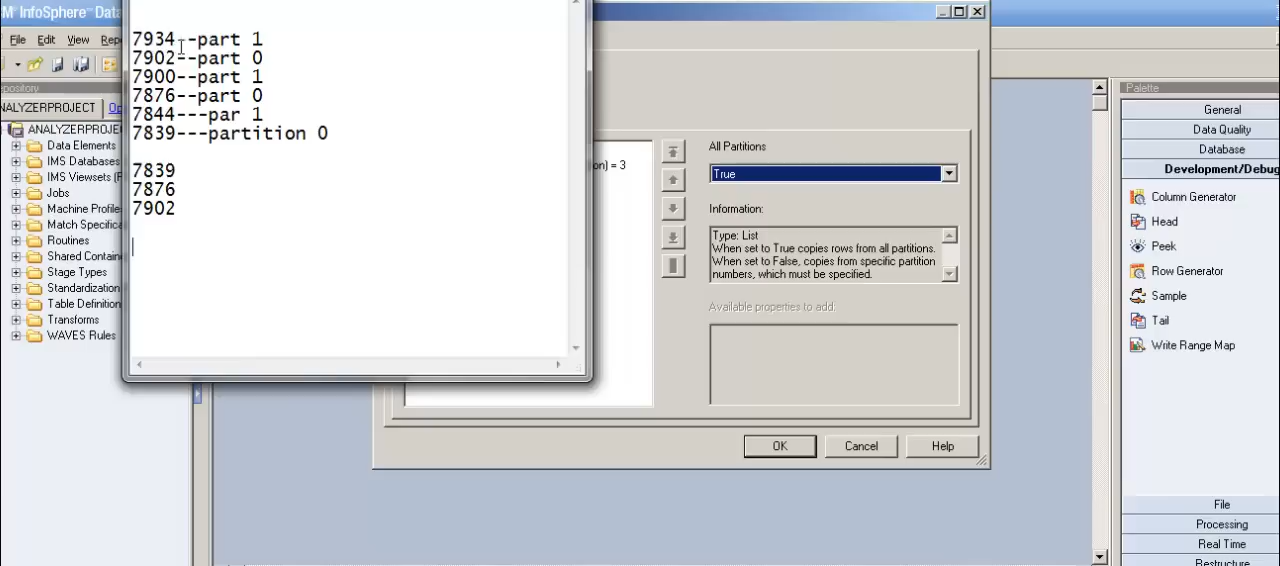 M InfoSphere Data
File Edit View Repo
7934--part 1
7902--part 0
7900--part 1
7876--part 0
7844---par 1
7839---partition 0
7839
7876
7902
epository
ANALYZERPROJECT Op
ANALYZERPROJE
Data Elements
IMS Databases
IMS Viewsets (F
Jobs
Machine Profile
Match Specifica
Routines
Shared Contain
Stage Types
Standardization
Table Definition
Transforms
WAVES Rules
on) = 3
All Partitions
True
Information:
Type: List
When set to True copies rows from all partitions.
When set to False, copies from specific partition
numbers, which must be specified.
Available properties to add:
OK Cancel Help
Palette
General
Data Quality
Database
Development/Debug
Column Generator
Head
Peek
Row Generator
Sample
Tail
Write Range Map
File
Processing
Real Time
Restructure